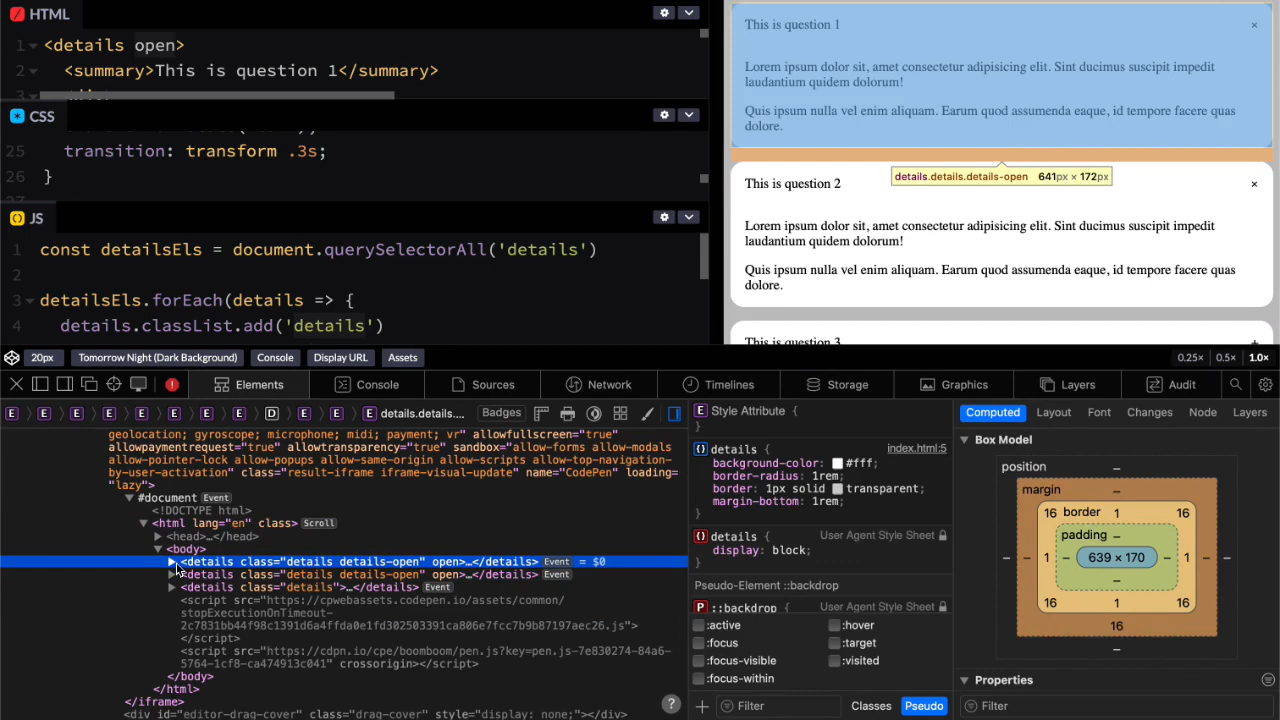 HTML
1 <details open>
2 <summary>This is question 1</summary>
3
CSS
25 transition: transform .3s;
26 }
JS
1 const detailsEls = document.querySelectorAll('details')
2
3 detailsEls.forEach(details => {
4 details.classList.add('details')
This is question 1 ×
Lorem ipsum dolor sit, amet consectetur adipisicing elit. Sint ducimus suscipit impedit
laudantium quidem dolorum!
Quis ipsum nulla vel enim aliquam. Earum quod assumenda eaque, id tempore facere quas
dolore.
details.details.details-open 641px × 172px
This is question 2 ×
Lorem ipsum dolor sit, amet consectetur adipisicing elit. Sint ducimus suscipit impedit
laudantium quidem dolorum!
Quis ipsum nulla vel enim aliquam. Earum quod assumenda eaque, id tempore facere quas
dolore.
This is question 3 +
20px Tomorrow Night (Dark Background) Console Display URL Assets 0.25x 0.5x 1.0x
Elements Console Sources Network Timelines Storage Graphics Layers Audit
E E E E E E E E D E E E details.details.... Badges
geolocation; gyroscope; microphone; midi; payment; vr" allowfullscreen="true"
allowpaymentrequest="true" allowtransparency="true" sandbox="allow-forms allow-modals
allow-pointer-lock allow-popups allow-same-origin allow-scripts allow-top-navigation-
by-user-activation" class="result-iframe iframe-visual-update" name="CodePen" loading=
"lazy">
#document Event
<!DOCTYPE html>
<html lang="en" class> Scroll
<head>…</head>
<body>
<details class="details details-open" open>…</details> Event = $0
<details class="details details-open" open>…</details> Event
<details class="details">…</details> Event
<script src="https://cpwebassets.codepen.io/assets/common/
stopExecutionOnTimeout-
2c7831bb44f98c1391d6a4ffda0e1fd302503391ca806e7fcc7b9b87197aec26.js">
</script>
<script src="https://cdpn.io/cpe/boomboom/pen.js?key=pen.js-7e830274-84a6-
5764-1cf8-ca474913c041" crossorigin></script>
</body>
</html>
</iframe>
<div id="editor-drag-cover" class="drag-cover" style="display: none;"></div>
E Style Attribute {
}
details { index.html:5
background-color: #fff;
border-radius: 1rem;
border: 1px solid transparent;
margin-bottom: 1rem;
}
details { User Agent Style Sheet
display: block;
}
Pseudo-Element ::backdrop
P ::backdrop { User Agent Style Sheet
:active :hover
:focus :target
:focus-visible :visited
:focus-within
Filter Classes Pseudo
Computed Layout Font Changes Node Layers
Box Model
position –
margin –
16 border 1 16
padding –
– 1 – 639 × 170 – 1 –
–
16 1 16
16
–
Properties
Filter